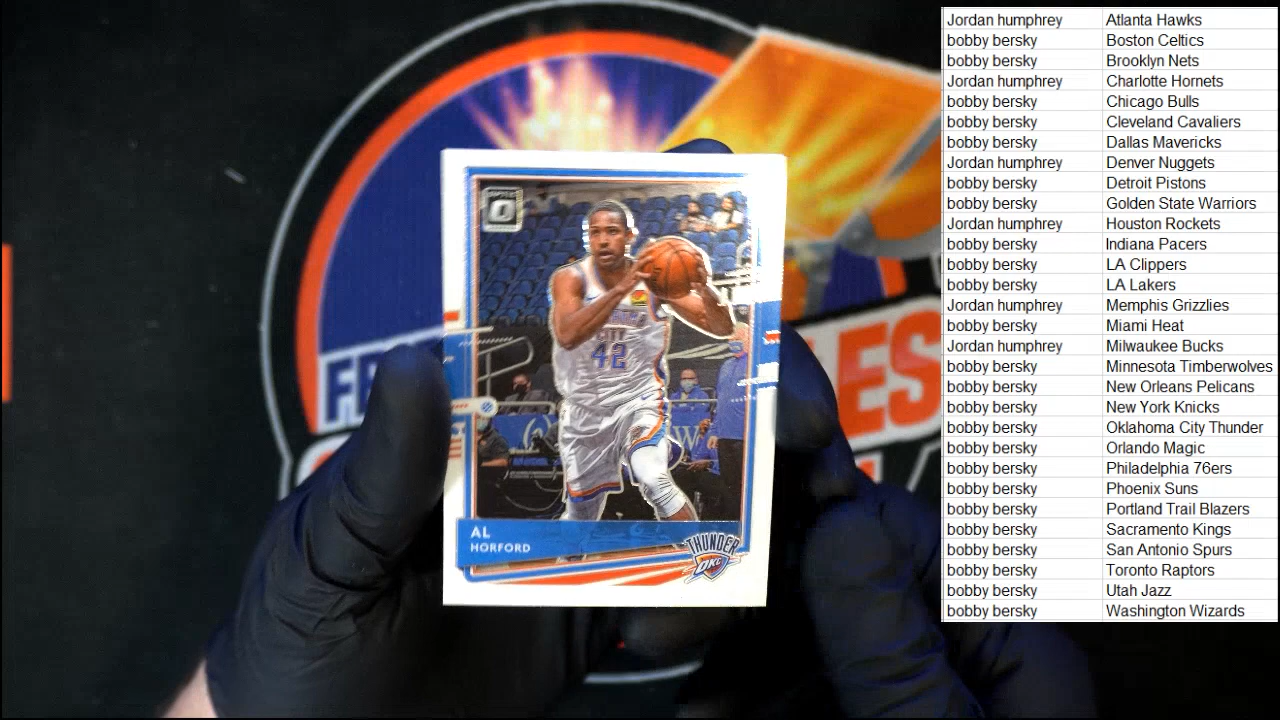 Jordan humphrey Atlanta Hawks
bobby bersky Boston Celtics
bobby bersky Brooklyn Nets
Jordan humphrey Charlotte Hornets
bobby bersky Chicago Bulls
bobby bersky Cleveland Cavaliers
bobby bersky Dallas Mavericks
Jordan humphrey Denver Nuggets
bobby bersky Detroit Pistons
bobby bersky Golden State Warriors
Jordan humphrey Houston Rockets
bobby bersky Indiana Pacers
bobby bersky LA Clippers
bobby bersky LA Lakers
Jordan humphrey Memphis Grizzlies
bobby bersky Miami Heat
Jordan humphrey Milwaukee Bucks
bobby bersky Minnesota Timberwolves
bobby bersky New Orleans Pelicans
bobby bersky New York Knicks
bobby bersky Oklahoma City Thunder
bobby bersky Orlando Magic
bobby bersky Philadelphia 76ers
bobby bersky Phoenix Suns
bobby bersky Portland Trail Blazers
bobby bersky Sacramento Kings
bobby bersky San Antonio Spurs
bobby bersky Toronto Raptors
bobby bersky Utah Jazz
bobby bersky Washington Wizards
CITY
42
AL
HORFORD
THUNDER
OKC